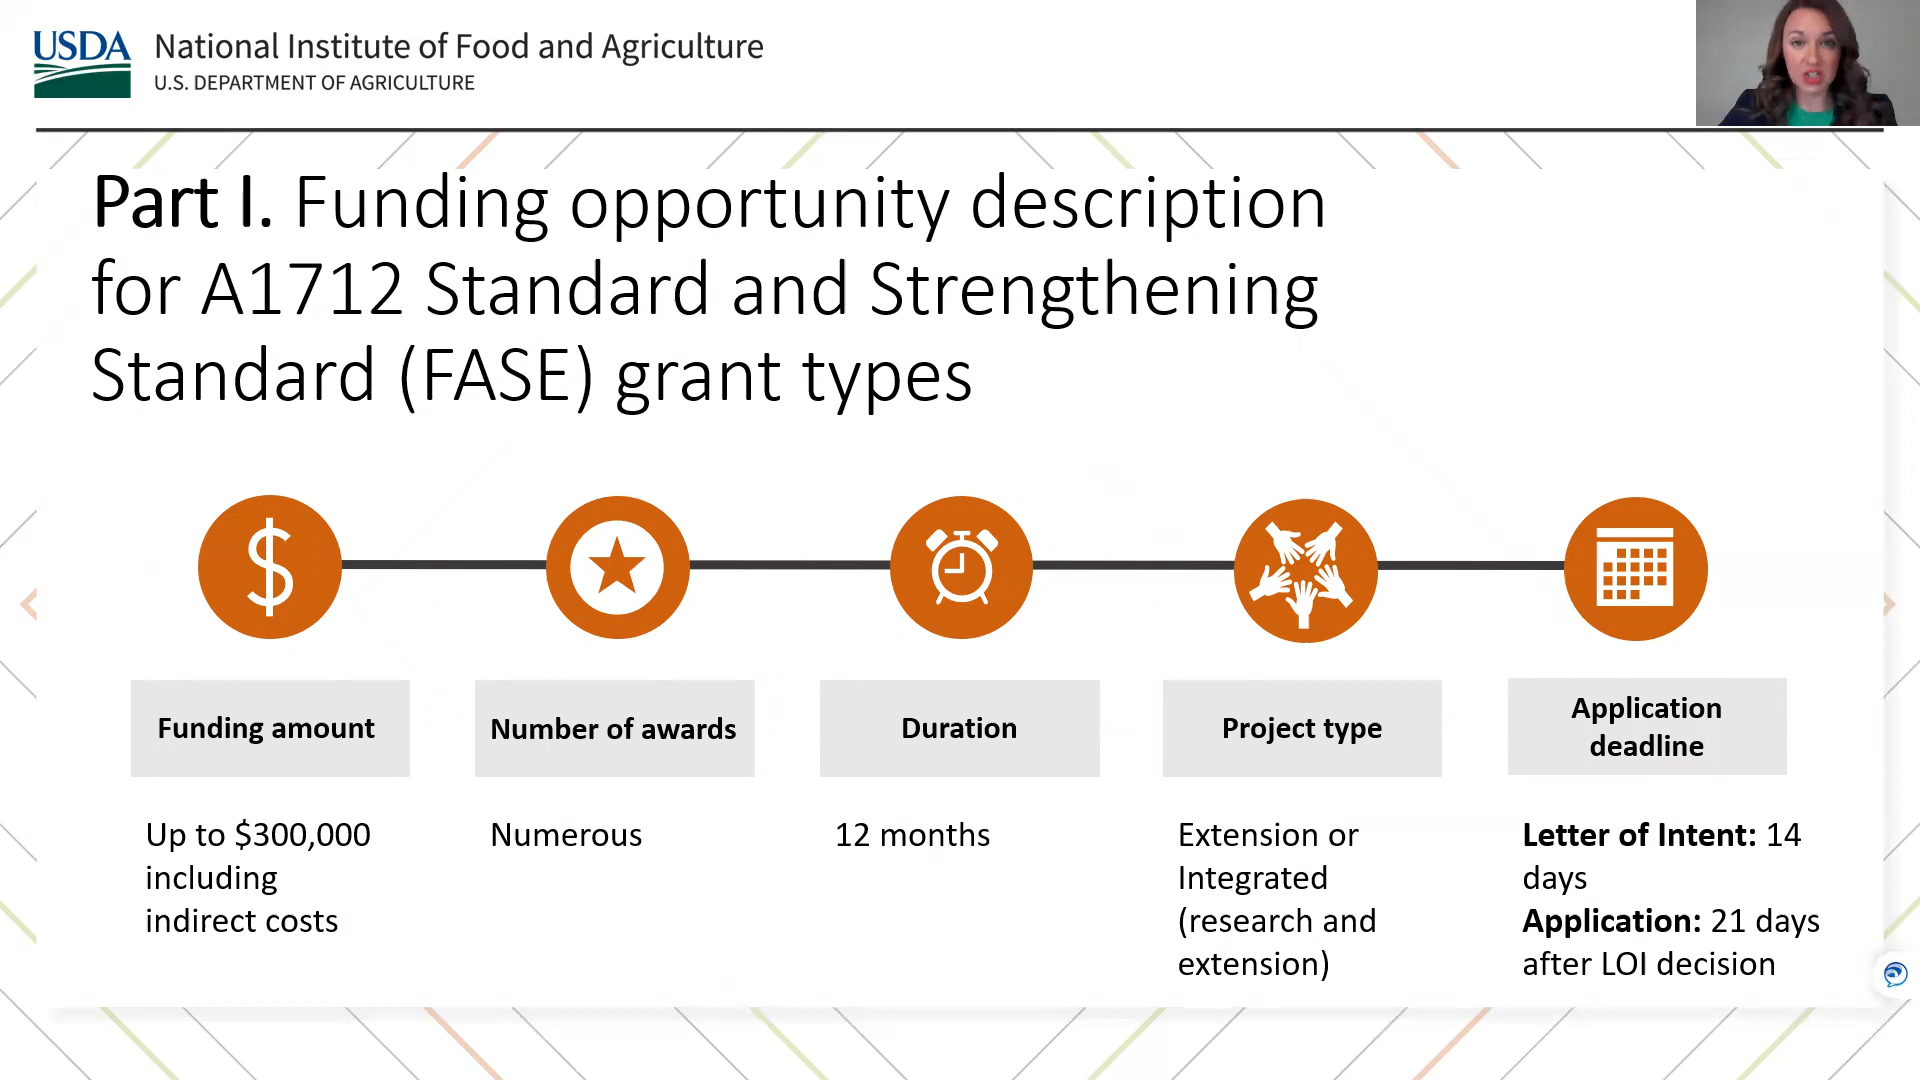 USDA
National Institute of Food and Agriculture
U.S. DEPARTMENT OF AGRICULTURE
Part I. Funding opportunity description
for A1712 Standard and Strengthening
Standard (FASE) grant types
$
Funding amount
Up to $300,000
including
indirect costs
Number of awards
Numerous
Duration
12 months
Project type
Extension or
Integrated
(research and
extension)
Application
deadline
Letter of Intent: 14
days
Application: 21 days
after LOI decision